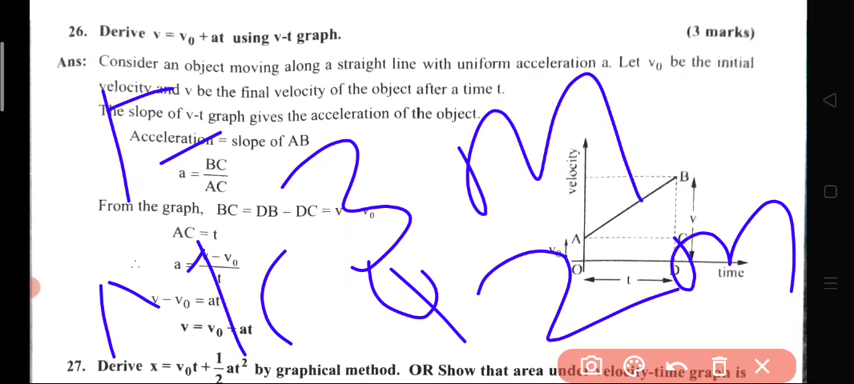 26. Derive v = v₀ + at using v-t graph. (3 marks)
Ans: Consider an object moving along a straight line with uniform acceleration a. Let v₀ be the initial
velocity and v be the final velocity of the object after a time t.
The slope of v-t graph gives the acceleration of the object.
Acceleration = slope of AB
a = BC/AC
From the graph, BC = DB – DC = v – v₀
AC = t
∴ a = v – v₀/t
v – v₀ = at
v = v₀ + at
velocity
B
v
A
C
v₀
O
t
D
time
27. Derive x = v₀t + 1/2 at² by graphical method. OR Show that area under velocity-time graph is